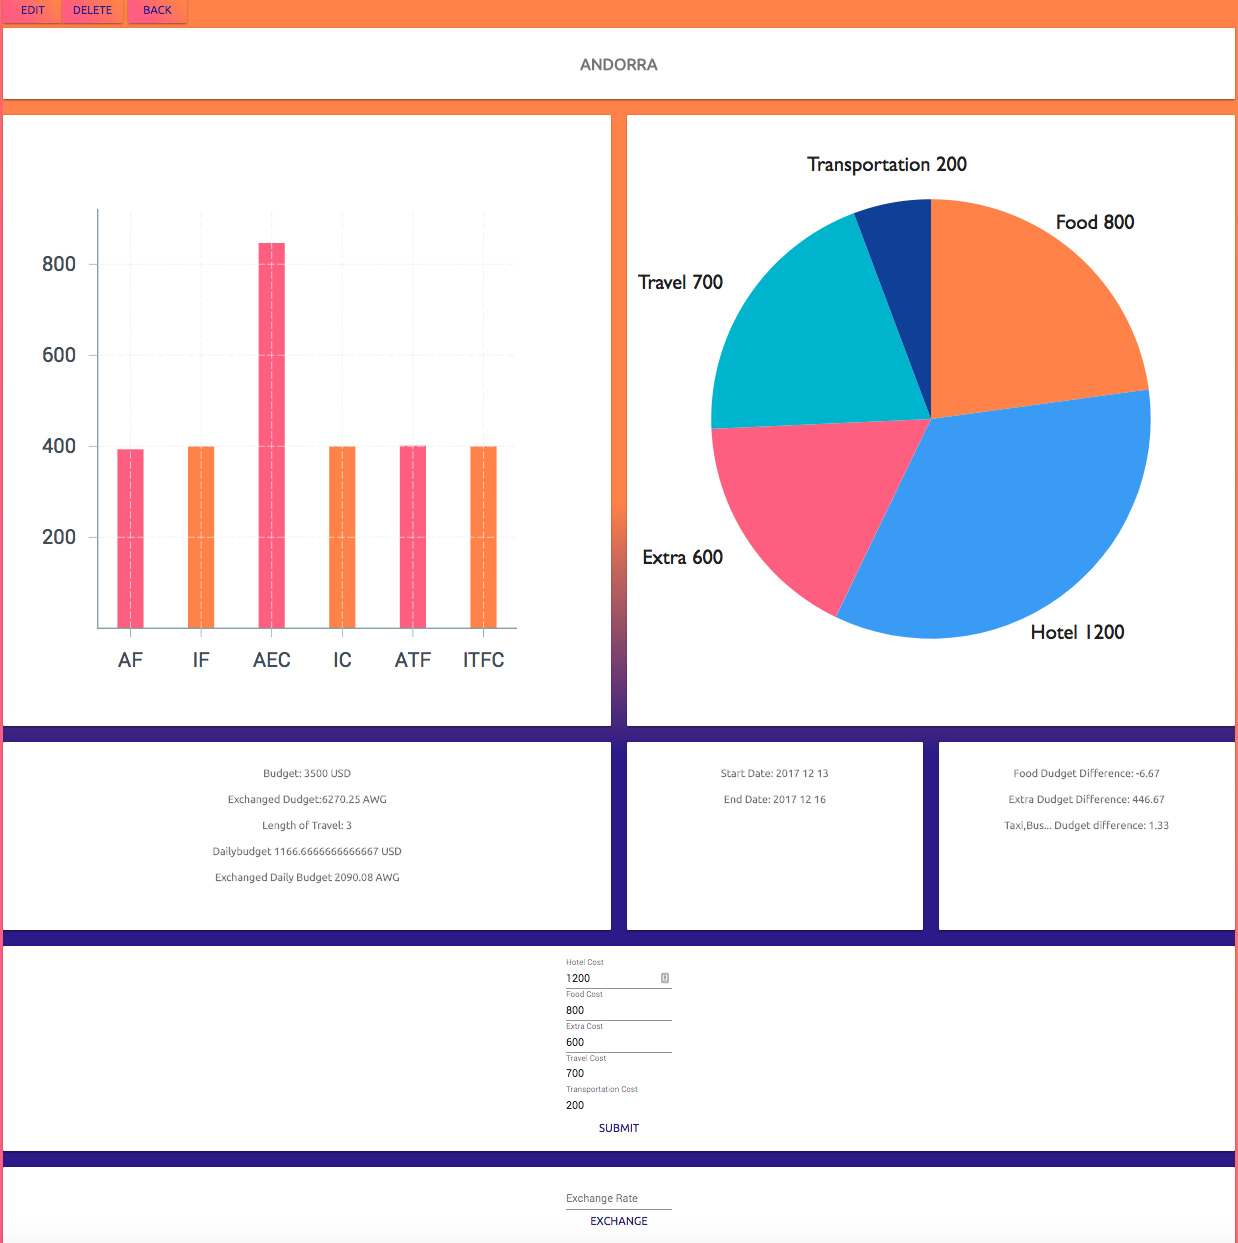 EDIT DELETE BACK
ANDORRA
800
600
400
200
AF IF AEC IC ATF ITFC
Transportation 200
Food 800
Travel 700
Extra 600
Hotel 1200
Budget: 3500 USD
Exchanged Dudget:6270.25 AWG
Length of Travel: 3
Dailybudget 1166.6666666666667 USD
Exchanged Daily Budget 2090.08 AWG
Start Date: 2017 12 13
End Date: 2017 12 16
Food Dudget Difference: -6.67
Extra Dudget Difference: 446.67
Taxi,Bus... Dudget difference: 1.33
Hotel Cost
1200
Food Cost
800
Extra Cost
600
Travel Cost
700
Transportation Cost
200
SUBMIT
Exchange Rate
EXCHANGE